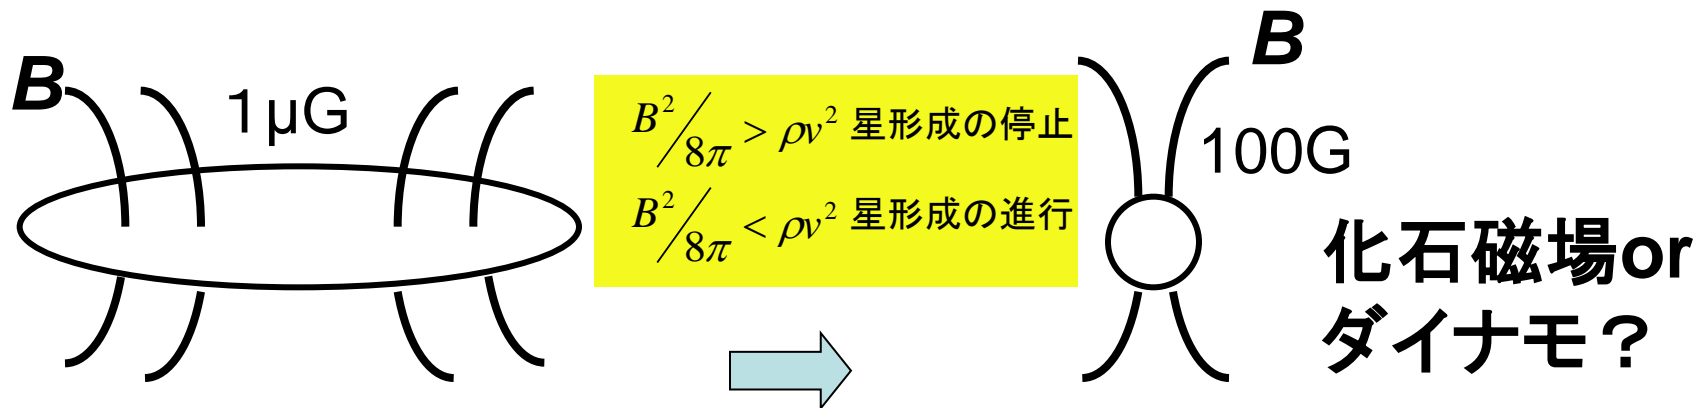 B
1μG
B²/8π > ρv² 星形成の停止
B²/8π < ρv² 星形成の進行
B
100G
化石磁場or
ダイナモ？